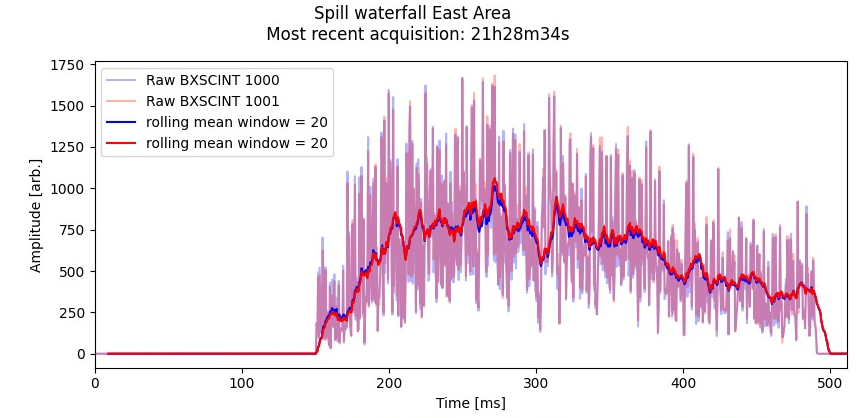 Spill waterfall East Area
Most recent acquisition: 21h28m34s
Raw BXSCINT 1000
Raw BXSCINT 1001
rolling mean window = 20
rolling mean window = 20
Amplitude [arb.]
1750
1500
1250
1000
750
500
250
0
0 100 200 300 400 500
Time [ms]